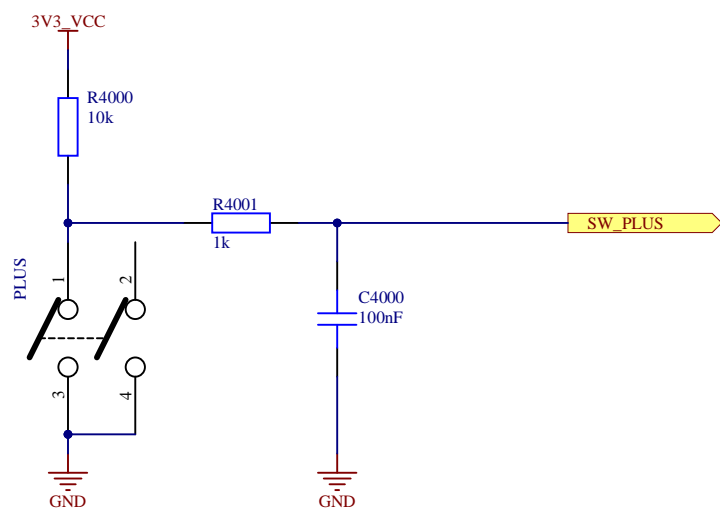 3V3_VCC
R4000
10k
R4001
1k
SW_PLUS
PLUS
1
2
C4000
100nF
3
4
GND
GND